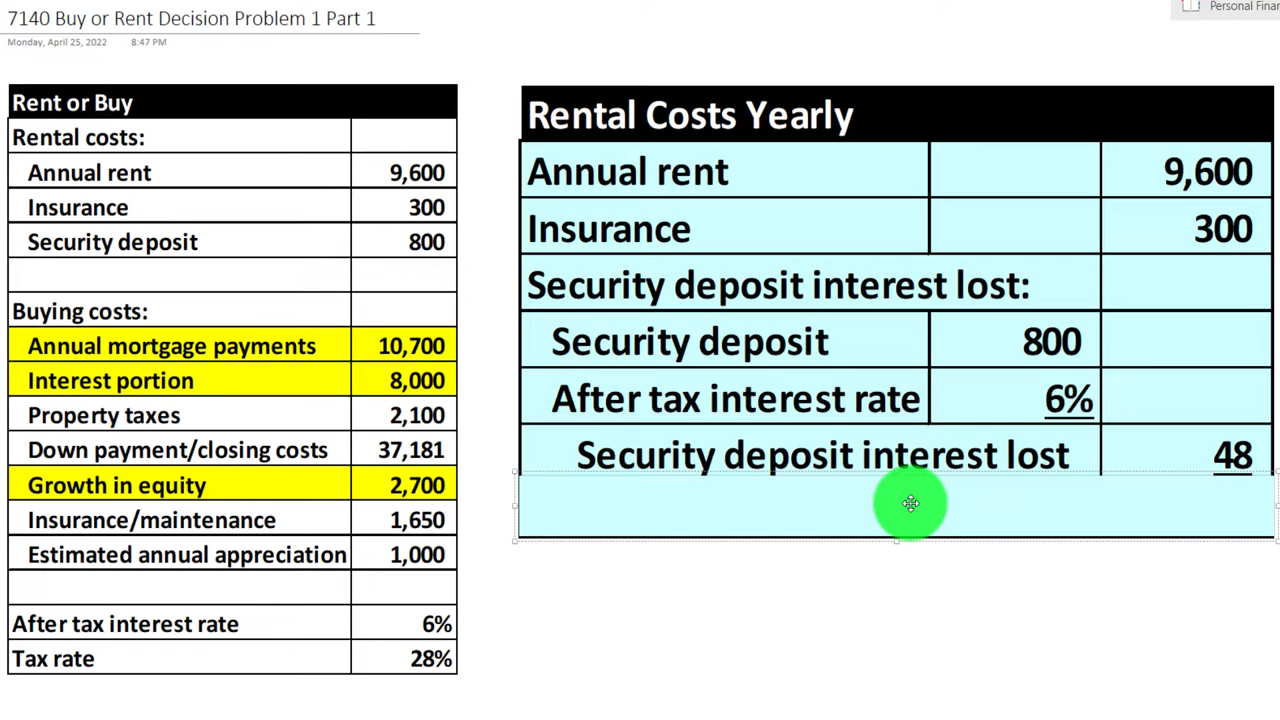 7140 Buy or Rent Decision Problem 1 Part 1
Monday, April 25, 2022 8:47 PM
Personal Finan
Rent or Buy
Rental costs:
Annual rent 9,600
Insurance 300
Security deposit 800
Buying costs:
Annual mortgage payments 10,700
Interest portion 8,000
Property taxes 2,100
Down payment/closing costs 37,181
Growth in equity 2,700
Insurance/maintenance 1,650
Estimated annual appreciation 1,000
After tax interest rate 6%
Tax rate 28%
Rental Costs Yearly
Annual rent 9,600
Insurance 300
Security deposit interest lost:
Security deposit 800
After tax interest rate 6%
Security deposit interest lost 48